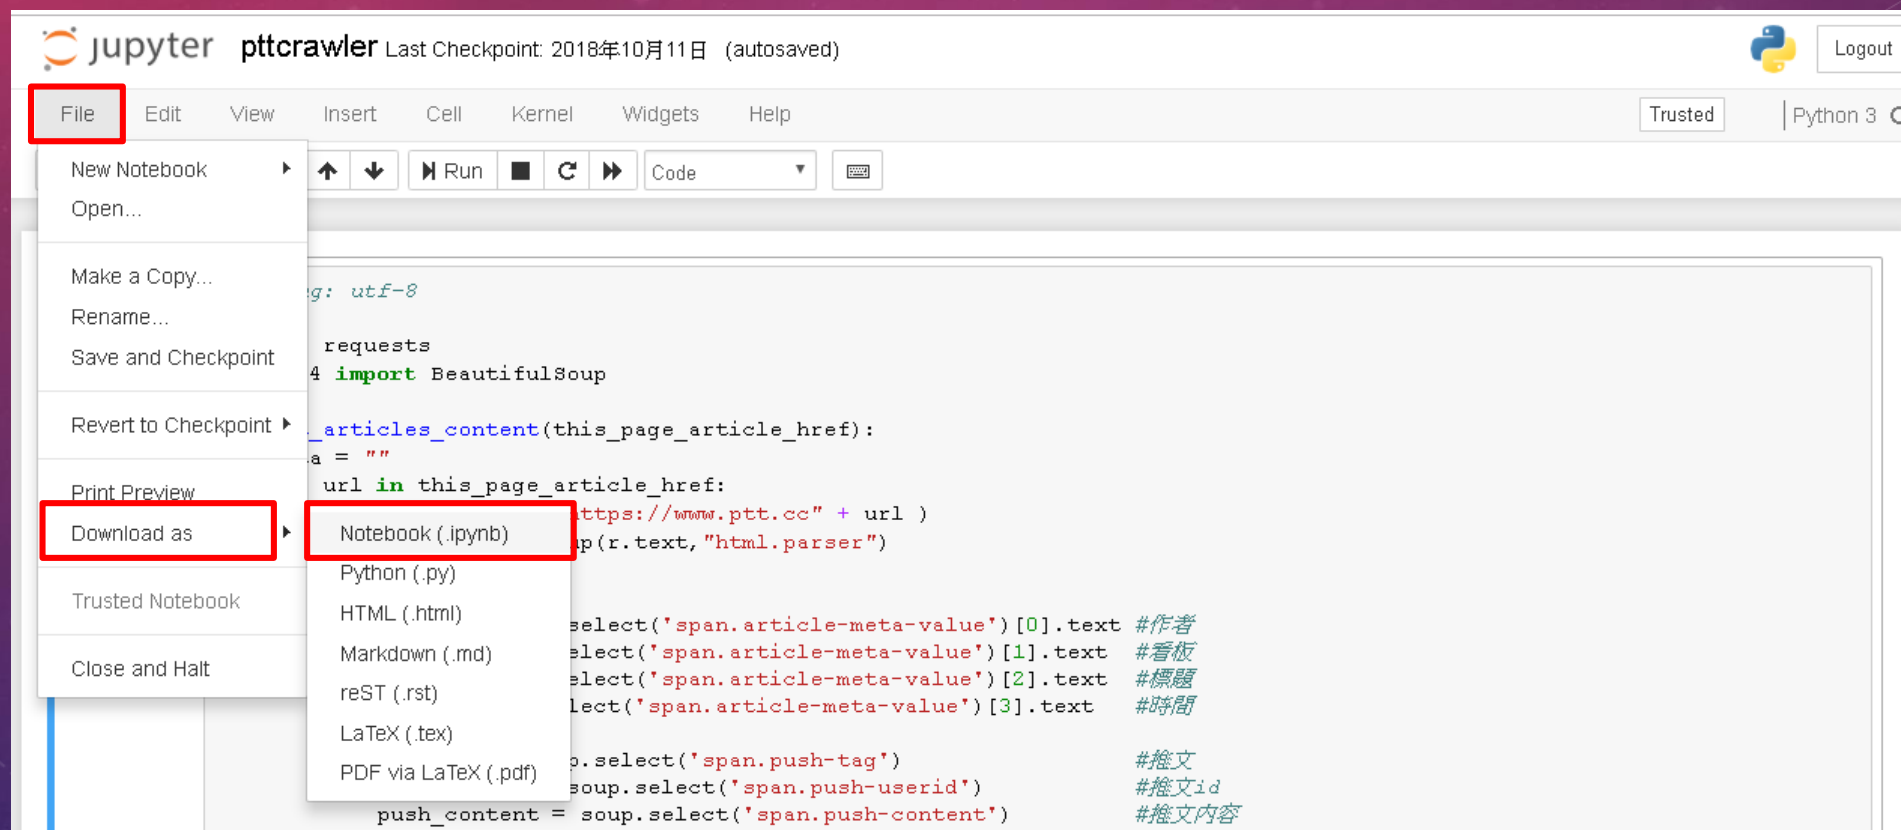 jupyter pttcrawler Last Checkpoint: 2018年10月11日 (autosaved) Logout
File Edit View Insert Cell Kernel Widgets Help Trusted Python 3
New Notebook
Open...
Make a Copy...
Rename...
Save and Checkpoint
Revert to Checkpoint
Print Preview
Download as
Trusted Notebook
Close and Halt
Run Code
Notebook (.ipynb)
Python (.py)
HTML (.html)
Markdown (.md)
reST (.rst)
LaTeX (.tex)
PDF via LaTeX (.pdf)
g: utf-8
requests
4 import BeautifulSoup
_articles_content(this_page_article_href):
a = ""
url in this_page_article_href:
ttps://www.ptt.cc" + url )
up(r.text,"html.parser")
select('span.article-meta-value')[0].text #作者
elect('span.article-meta-value')[1].text #看板
elect('span.article-meta-value')[2].text #標題
lect('span.article-meta-value')[3].text #時間
p.select('span.push-tag') #推文
soup.select('span.push-userid') #推文id
push_content = soup.select('span.push-content') #推文内容